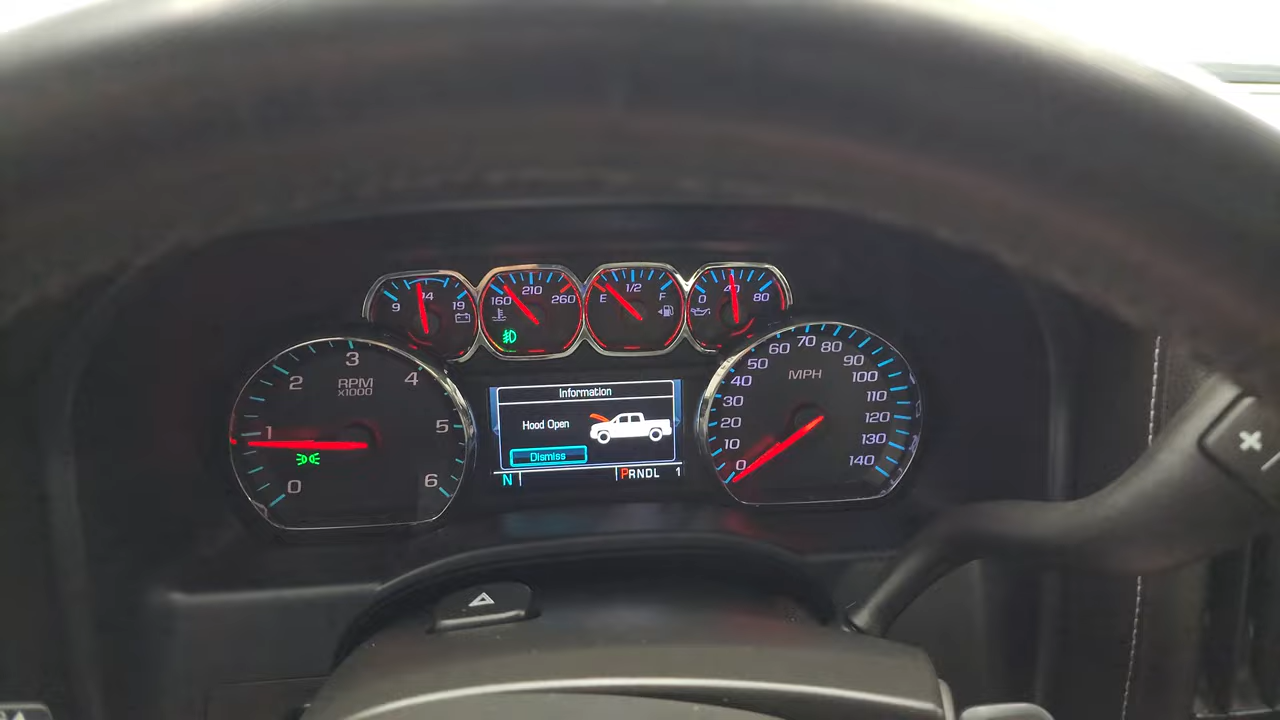 9 14 19
160 210 260
E 1/2 F
0 40 80
0 1 2 3 4 5 6
RPM
x1000
0 10 20 30 40 50 60 70 80 90 100 110 120 130 140
MPH
Information
Hood Open
Dismiss
N
PRNDL 1